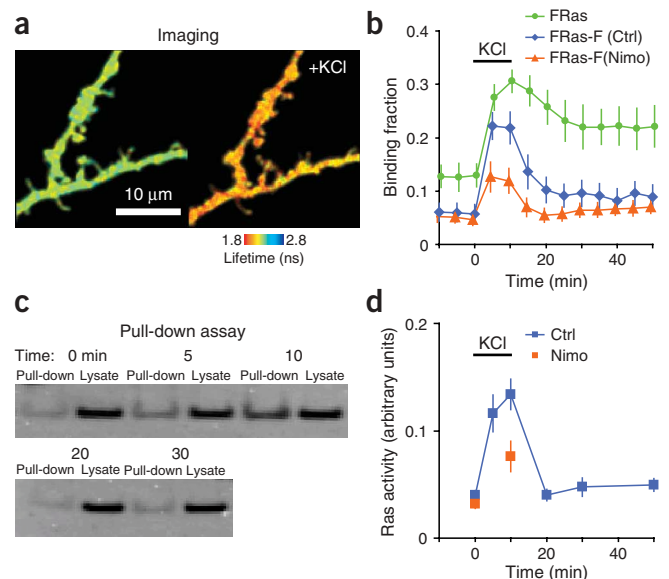 a
Imaging
+KCl
10 μm
1.8 2.8
Lifetime (ns)
b
FRas
FRas-F (Ctrl)
FRas-F(Nimo)
KCl
Binding fraction
0.4
0.3
0.2
0.1
0
0 20 40
Time (min)
c
Pull-down assay
Time: 0 min 5 10
Pull-down Lysate Pull-down Lysate Pull-down Lysate
20 30
Pull-down Lysate Pull-down Lysate
d
KCl
Ctrl
Nimo
Ras activity (arbitrary units)
0.2
0.1
0
0 20 40
Time (min)